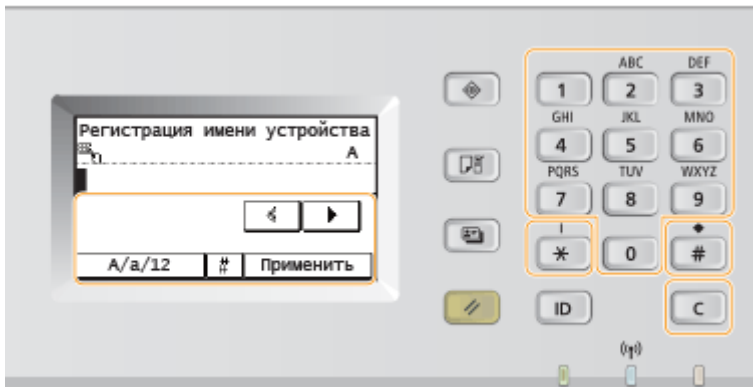 Регистрация имени устройства
A
A/a/12 # Применить
ABC DEF
1 2 3
GHI JKL MNO
4 5 6
PQRS TUV WXYZ
7 8 9
* 0 #
ID C